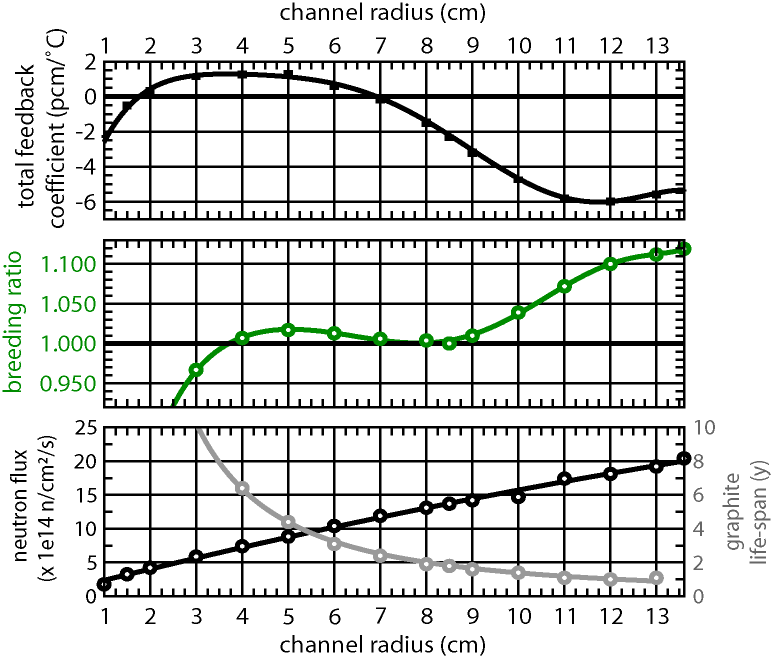 channel radius (cm)
1 2 3 4 5 6 7 8 9 10 11 12 13
total feedback
coefficient (pcm/˚C)
2
0
-2
-4
-6
breeding ratio
1.100
1.050
1.000
0.950
neutron flux
(x 1e14 n/cm²/s)
25
20
15
10
5
0
10
8
6
4
2
0
graphite
life-span (y)
1 2 3 4 5 6 7 8 9 10 11 12 13
channel radius (cm)